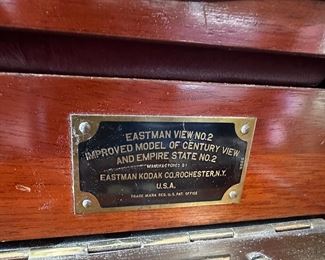 EASTMAN VIEW NO.2
IMPROVED MODEL OF CENTURY VIEW
AND EMPIRE STATE NO.2
MANUFACTURED BY
EASTMAN KODAK CO. ROCHESTER, N.Y.
U.S.A.
TRADE MARK REG. U.S. PAT. OFFICE